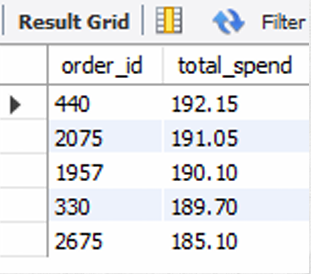 Result Grid Filter
order_id total_spend
440 192.15
2075 191.05
1957 190.10
330 189.70
2675 185.10